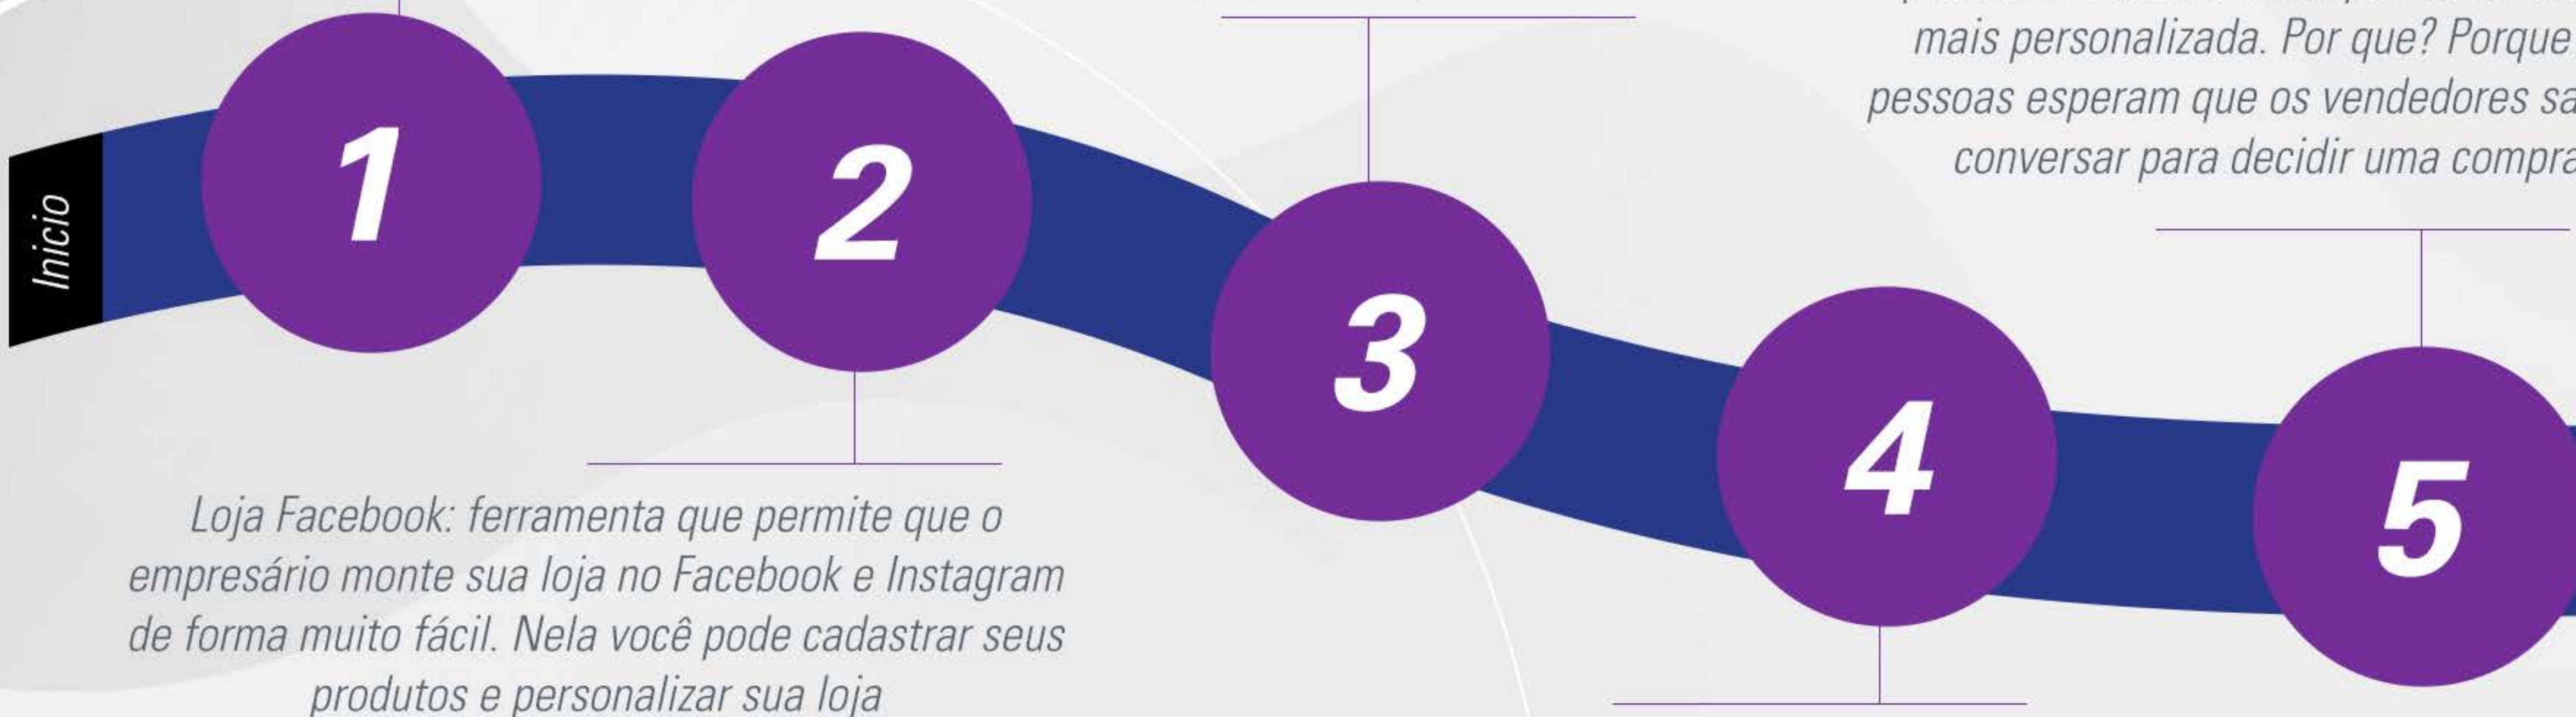 Inicio
1
2
3
4
5
Loja Facebook: ferramenta que permite que o
empresário monte sua loja no Facebook e Instagram
de forma muito fácil. Nela você pode cadastrar seus
produtos e personalizar sua loja
mais personalizada. Por que? Porque
pessoas esperam que os vendedores
conversar para decidir uma compra